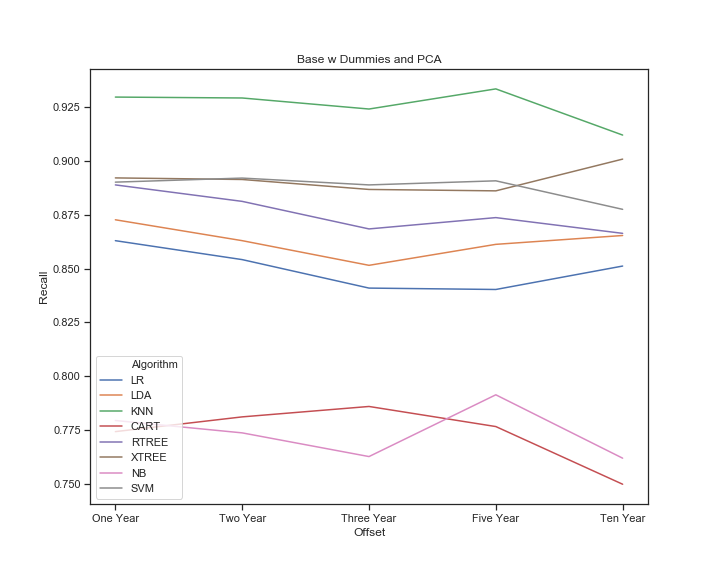 Base w Dummies and PCA
0.925
0.900
0.875
0.850
0.825
0.800
0.775
0.750
Recall
Algorithm
LR
LDA
KNN
CART
RTREE
XTREE
NB
SVM
One Year
Two Year
Three Year
Five Year
Ten Year
Offset